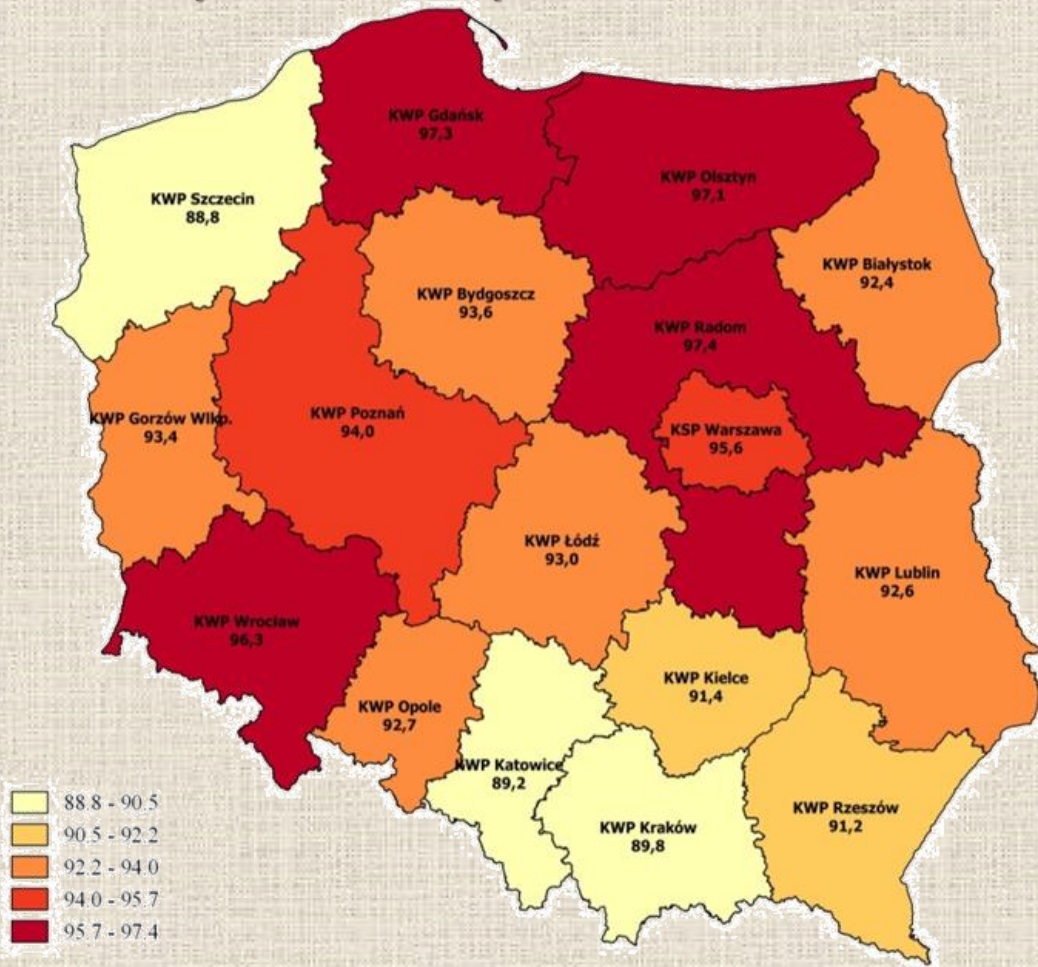 KWP Gdańsk
97,3
KWP Olsztyn
97,1
KWP Szczecin
88,8
KWP Białystok
92,4
KWP Bydgoszcz
93,6
KWP Radom
97,4
KWP Gorzów Wlkp.
93,4
KWP Poznań
94,0
KSP Warszawa
95,6
KWP Łódź
93,0
KWP Lublin
92,6
KWP Wrocław
96,3
KWP Kielce
91,4
KWP Opole
92,7
KWP Katowice
89,2
KWP Kraków
89,8
KWP Rzeszów
91,2
88.8 - 90.5
90.5 - 92.2
92.2 - 94.0
94.0 - 95.7
95.7 - 97.4